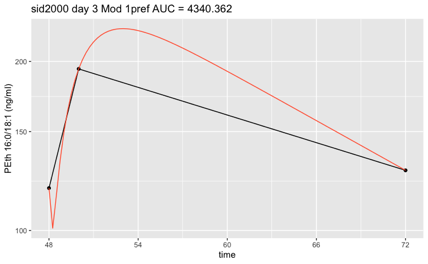 sid2000 day 3 Mod 1pref AUC = 4340.362
200
150
100
PEth 16:0/18:1 (ng/ml)
48 54 60 66 72
time